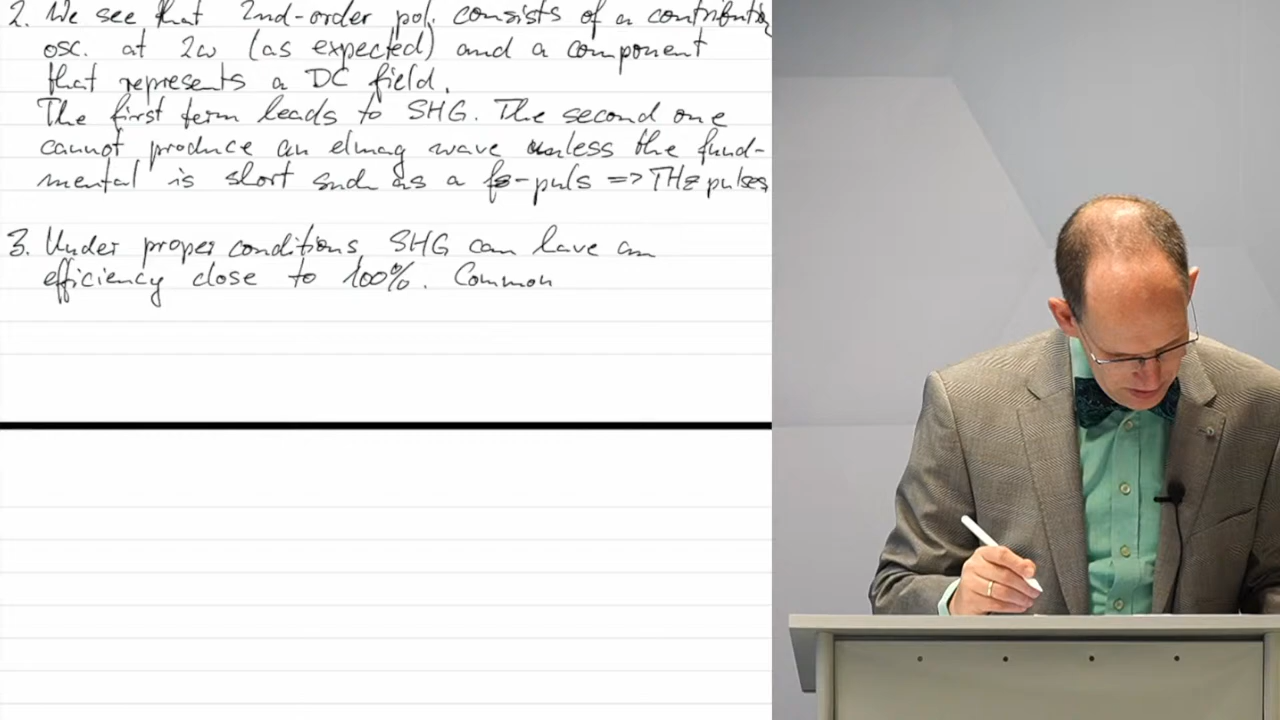 2. We see that 2nd-order pol. consists of a contribution
osc. at 2ω (as expected) and a component
that represents a DC field.
The first term leads to SHG. The second one
cannot produce an elmag wave unless the fund-
mental is short such as a fs-puls => THz pulses
3. Under proper conditions, SHG can have an
efficiency close to 100%. Common